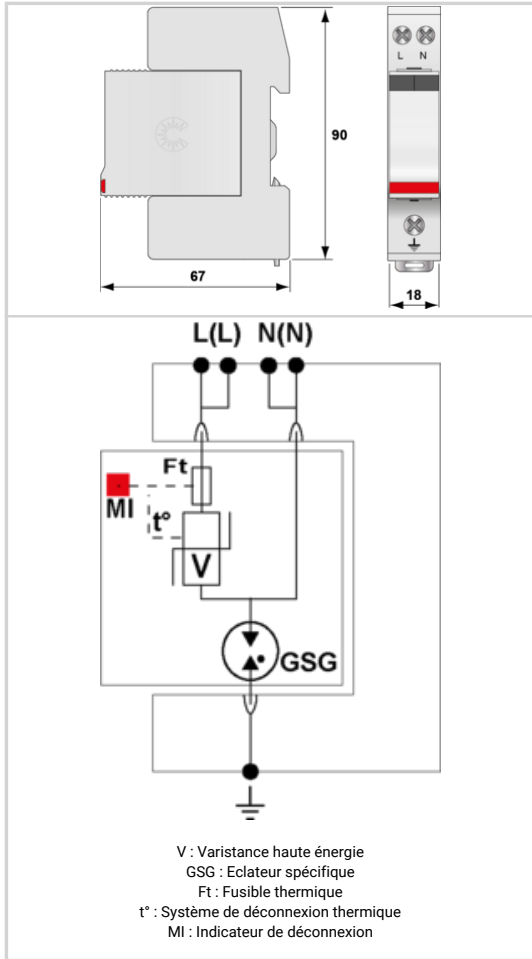 L N
90
67
18
L(L) N(N)
Ft
MI
t°
V
GSG
V : Varistance haute énergie
GSG : Eclateur spécifique
Ft : Fusible thermique
t° : Système de déconnexion thermique
MI : Indicateur de déconnexion